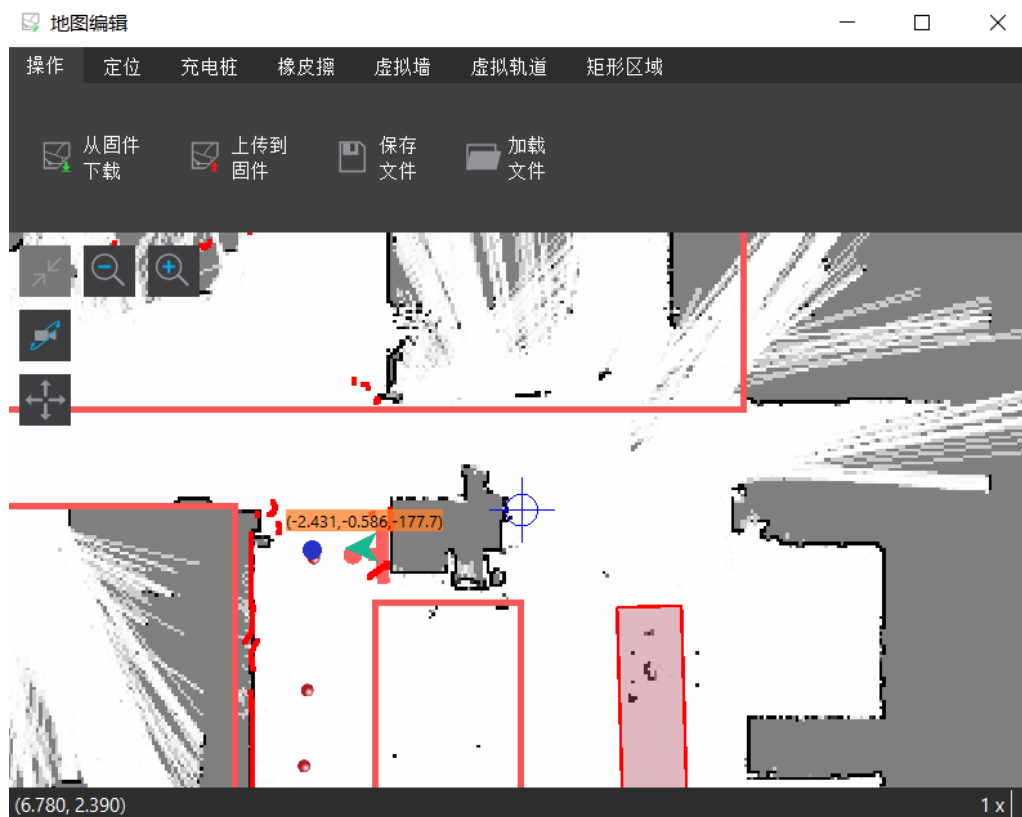 地图编辑
操作 定位 充电桩 橡皮擦 虚拟墙 虚拟轨道 矩形区域
从固件
下载
上传到
固件
保存
文件
加载
文件
(-2.431,-0.586,-177.7)
(6.780, 2.390)
1 x